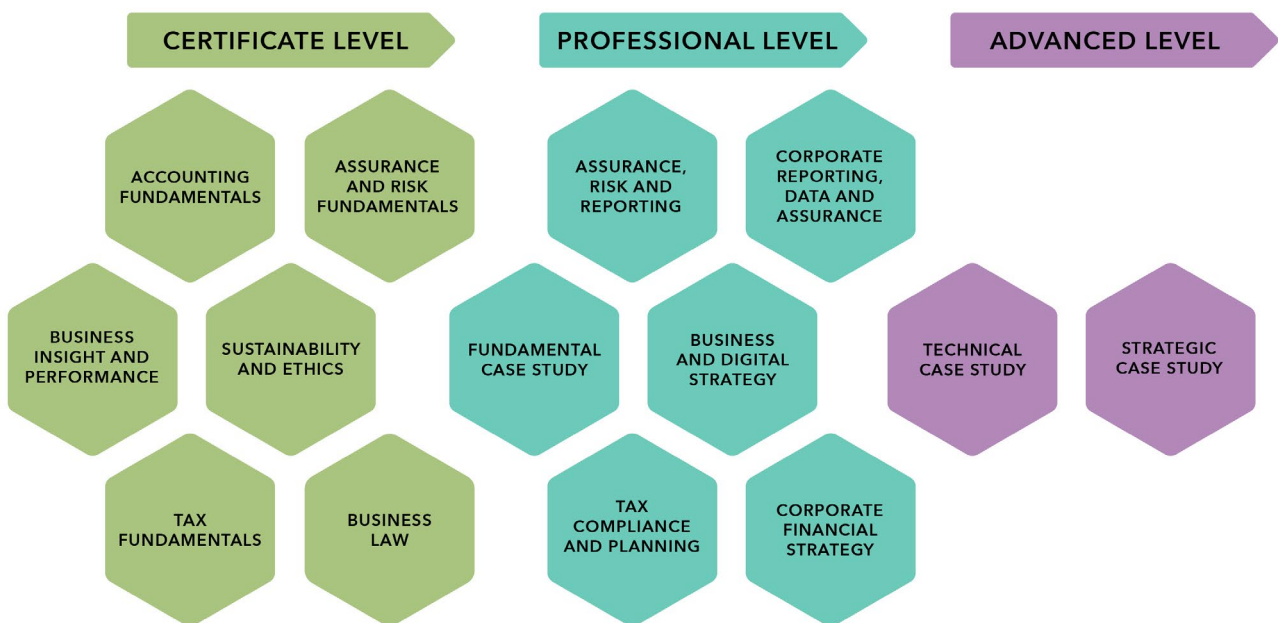 CERTIFICATE LEVEL
PROFESSIONAL LEVEL
ADVANCED LEVEL
ACCOUNTING
FUNDAMENTALS
ASSURANCE
AND RISK
FUNDAMENTALS
ASSURANCE,
RISK AND
REPORTING
CORPORATE
REPORTING,
DATA AND
ASSURANCE
BUSINESS
INSIGHT AND
PERFORMANCE
SUSTAINABILITY
AND ETHICS
FUNDAMENTAL
CASE STUDY
BUSINESS
AND DIGITAL
STRATEGY
TECHNICAL
CASE STUDY
STRATEGIC
CASE STUDY
TAX
FUNDAMENTALS
BUSINESS
LAW
TAX
COMPLIANCE
AND PLANNING
CORPORATE
FINANCIAL
STRATEGY